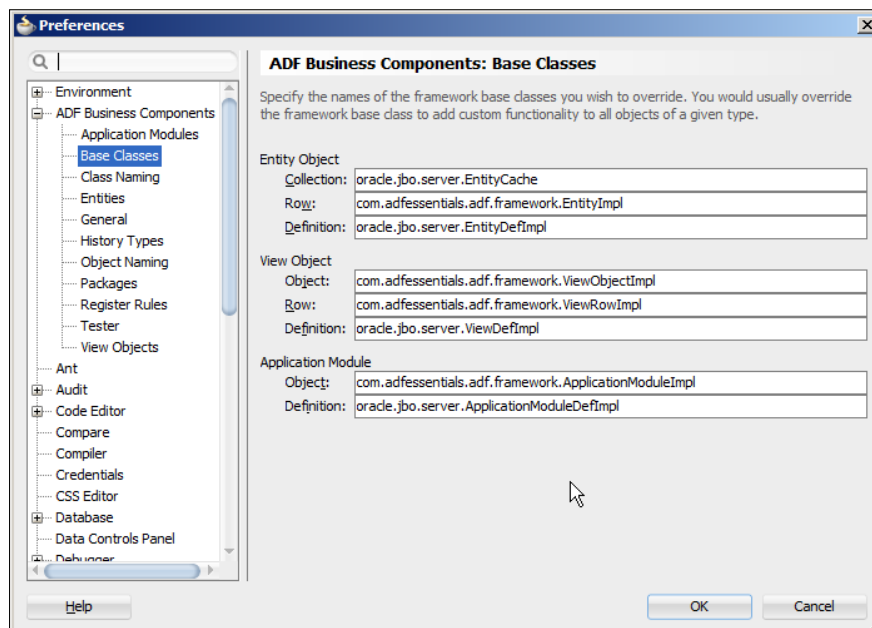 Preferences
Environment
ADF Business Components
Application Modules
Base Classes
Class Naming
Entities
General
History Types
Object Naming
Packages
Register Rules
Tester
View Objects
Ant
Audit
Code Editor
Compare
Compiler
Credentials
CSS Editor
Database
Data Controls Panel
Debugger
Help
ADF Business Components: Base Classes
Specify the names of the framework base classes you wish to override. You would usually override
the framework base class to add custom functionality to all objects of a given type.
Entity Object
Collection: oracle.jbo.server.EntityCache
Row: com.adfessentials.adf.framework.EntityImpl
Definition: oracle.jbo.server.EntityDefImpl
View Object
Object: com.adfessentials.adf.framework.ViewObjectImpl
Row: com.adfessentials.adf.framework.ViewRowImpl
Definition: oracle.jbo.server.ViewDefImpl
Application Module
Object: com.adfessentials.adf.framework.ApplicationModuleImpl
Definition: oracle.jbo.server.ApplicationModuleDefImpl
OK Cancel